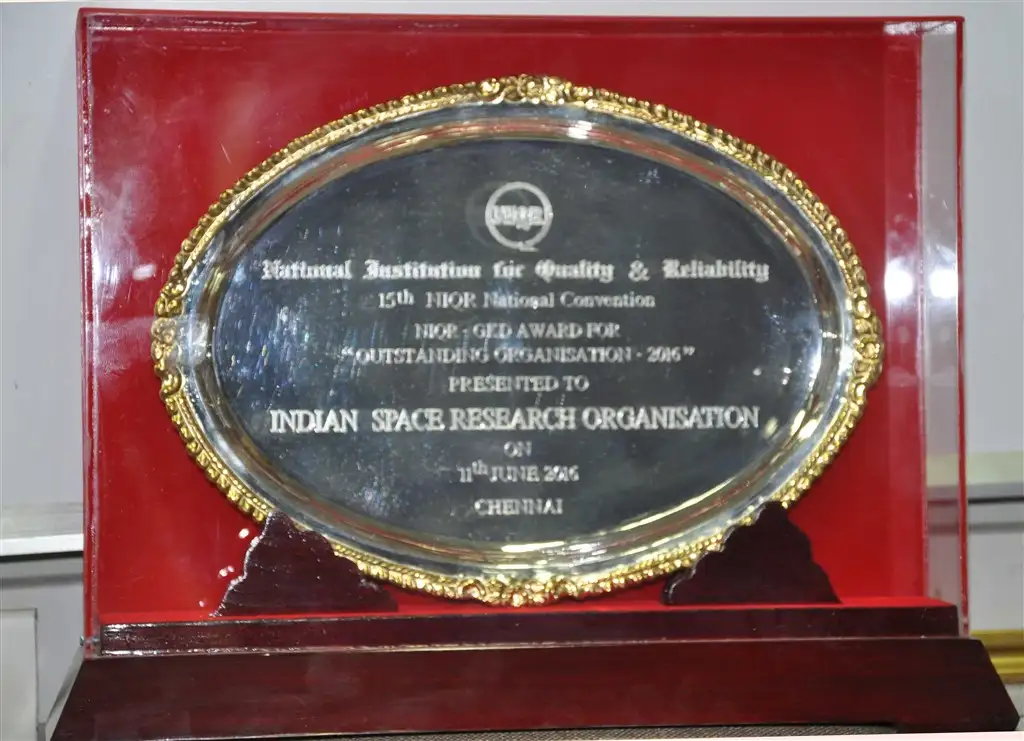 NIQR
National Institution for Quality & Reliability
15th NIQR National Convention
NIQR - GED AWARD FOR
"OUTSTANDING ORGANISATION - 2016"
PRESENTED TO
INDIAN SPACE RESEARCH ORGANISATION
ON
11th JUNE 2016
CHENNAI